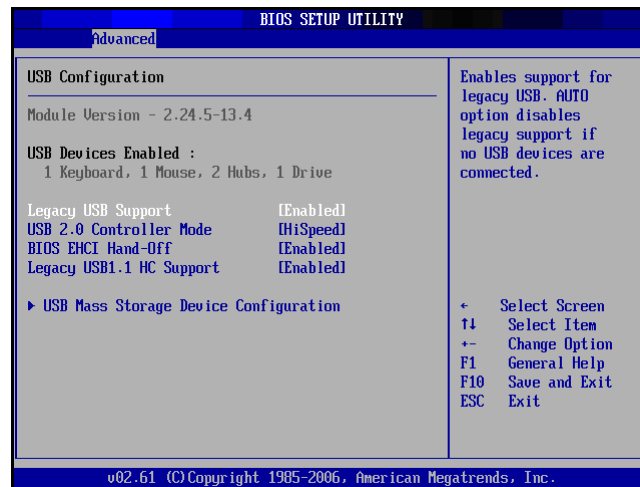 BIOS SETUP UTILITY
Advanced
USB Configuration
Module Version - 2.24.5-13.4
USB Devices Enabled :
1 Keyboard, 1 Mouse, 2 Hubs, 1 Drive
Legacy USB Support [Enabled]
USB 2.0 Controller Mode [HiSpeed]
BIOS EHCI Hand-Off [Enabled]
Legacy USB1.1 HC Support [Enabled]
▶ USB Mass Storage Device Configuration
Enables support for
legacy USB. AUTO
option disables
legacy support if
no USB devices are
connected.
← Select Screen
↑↓ Select Item
+- Change Option
F1 General Help
F10 Save and Exit
ESC Exit
v02.61 (C)Copyright 1985-2006, American Megatrends, Inc.